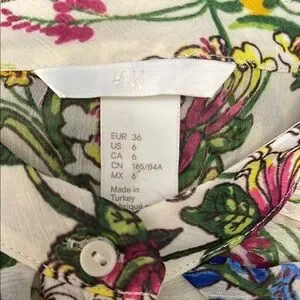 H&M
EUR 36
US 6
CA 6
CN 165/84A
MX 6
Made in
Turkey